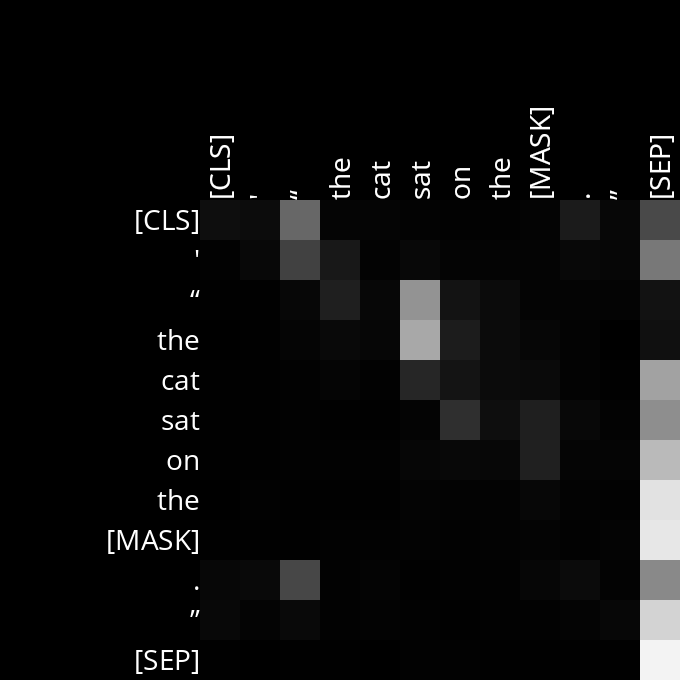 [CLS] ' “ the cat sat on the [MASK] . ” [SEP]
[CLS]
'
“
the
cat
sat
on
the
[MASK]
.
”
[SEP]